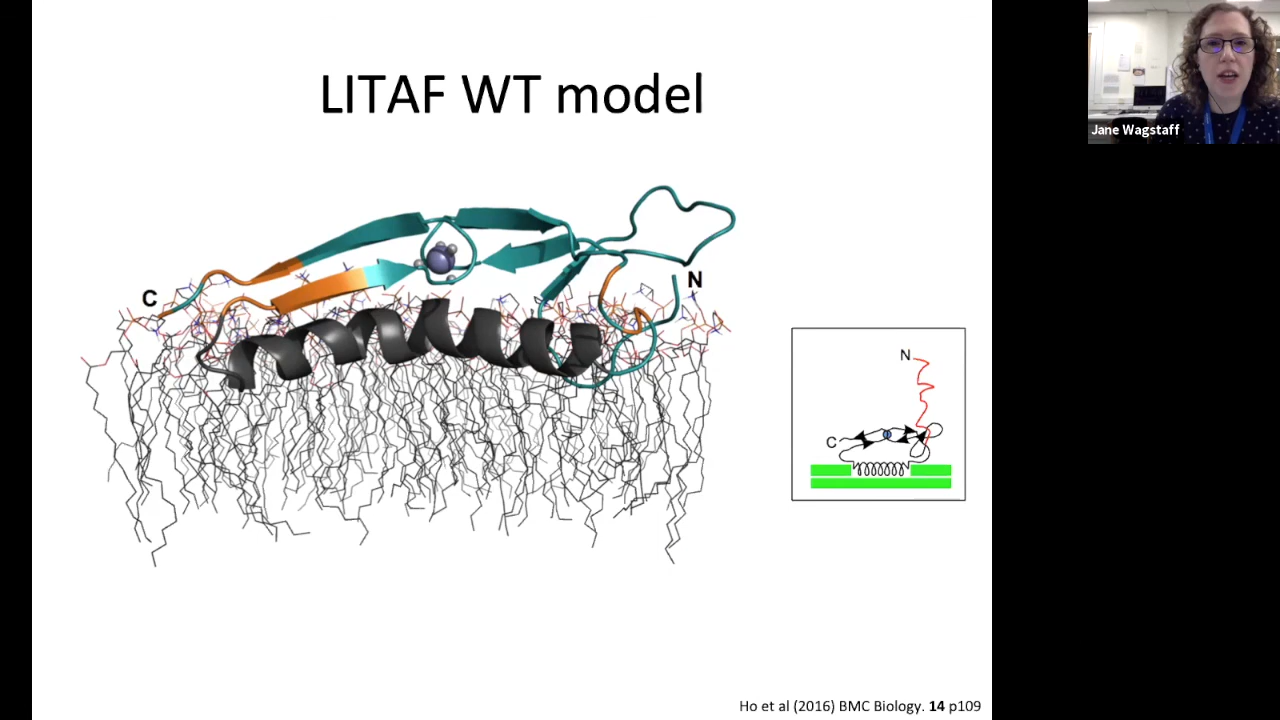 LITAF WT model
Jane Wagstaff
N
C
N
C
Ho et al (2016) BMC Biology. 14 p109